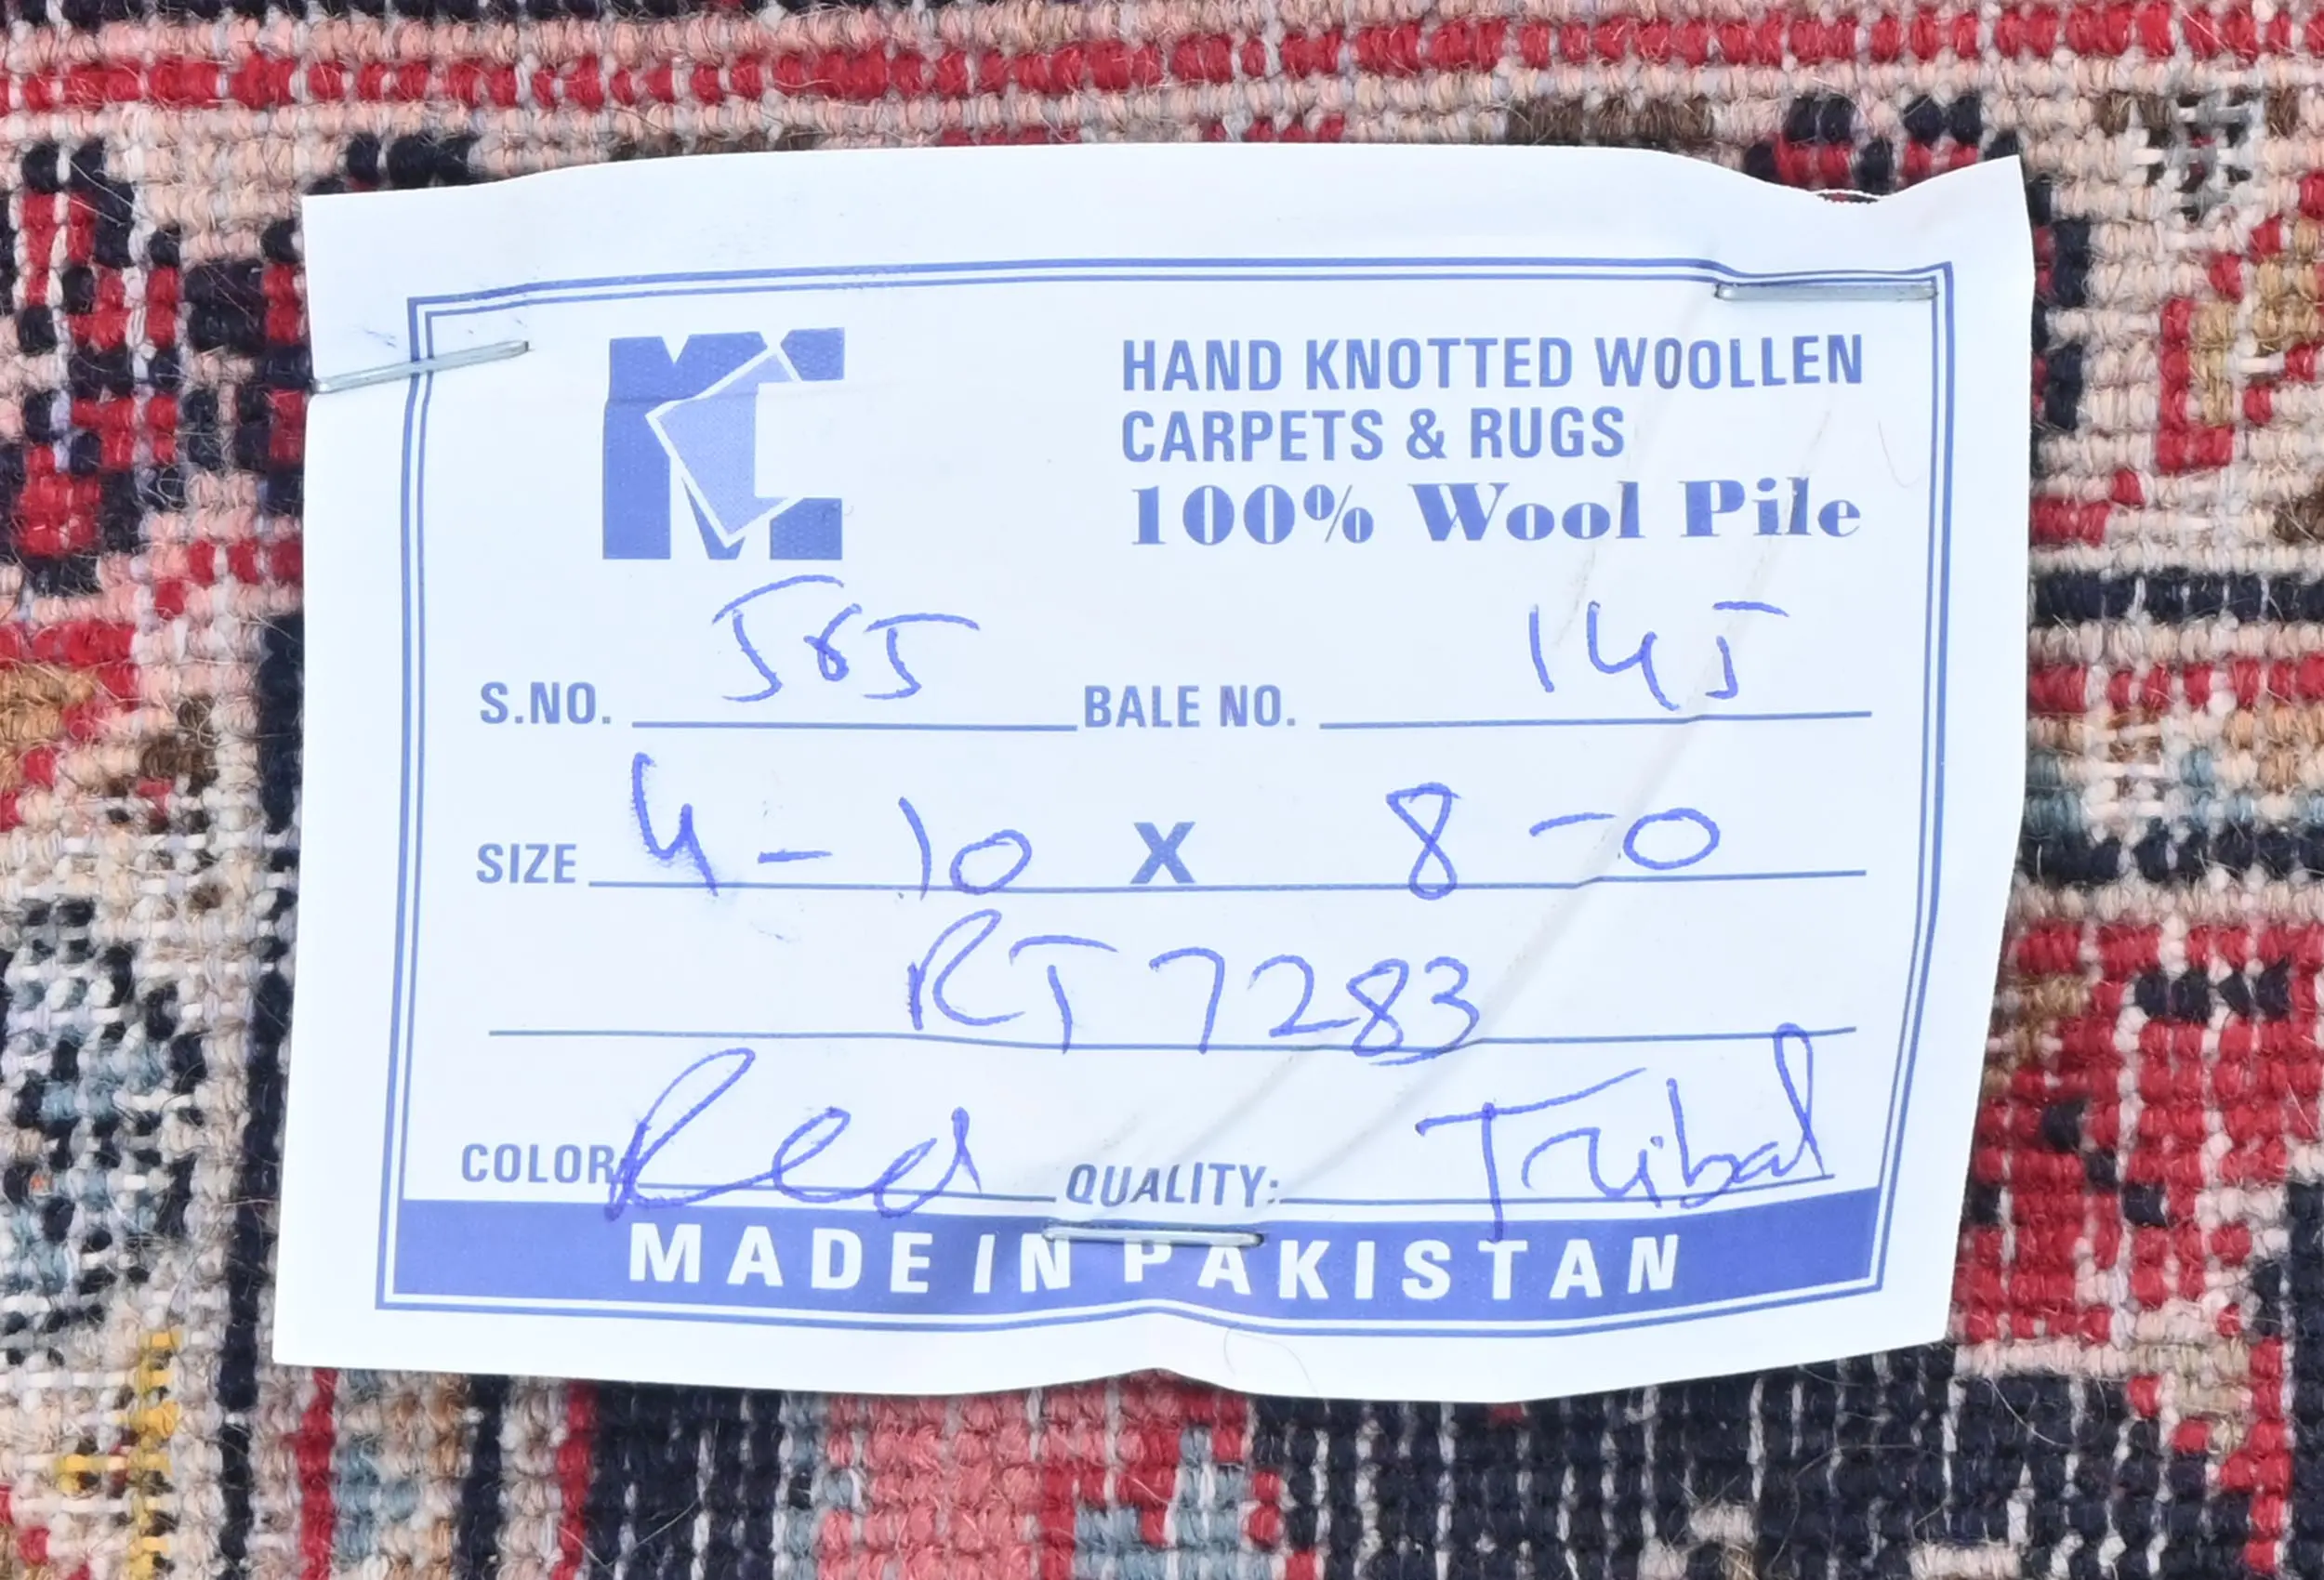 MC
HAND KNOTTED WOOLLEN
CARPETS & RUGS
100% Wool Pile
S.NO. 585 BALE NO. 145
SIZE 4-10 X 8-0
RT7283
COLOR: Red QUALITY: Tribal
MADE IN PAKISTAN